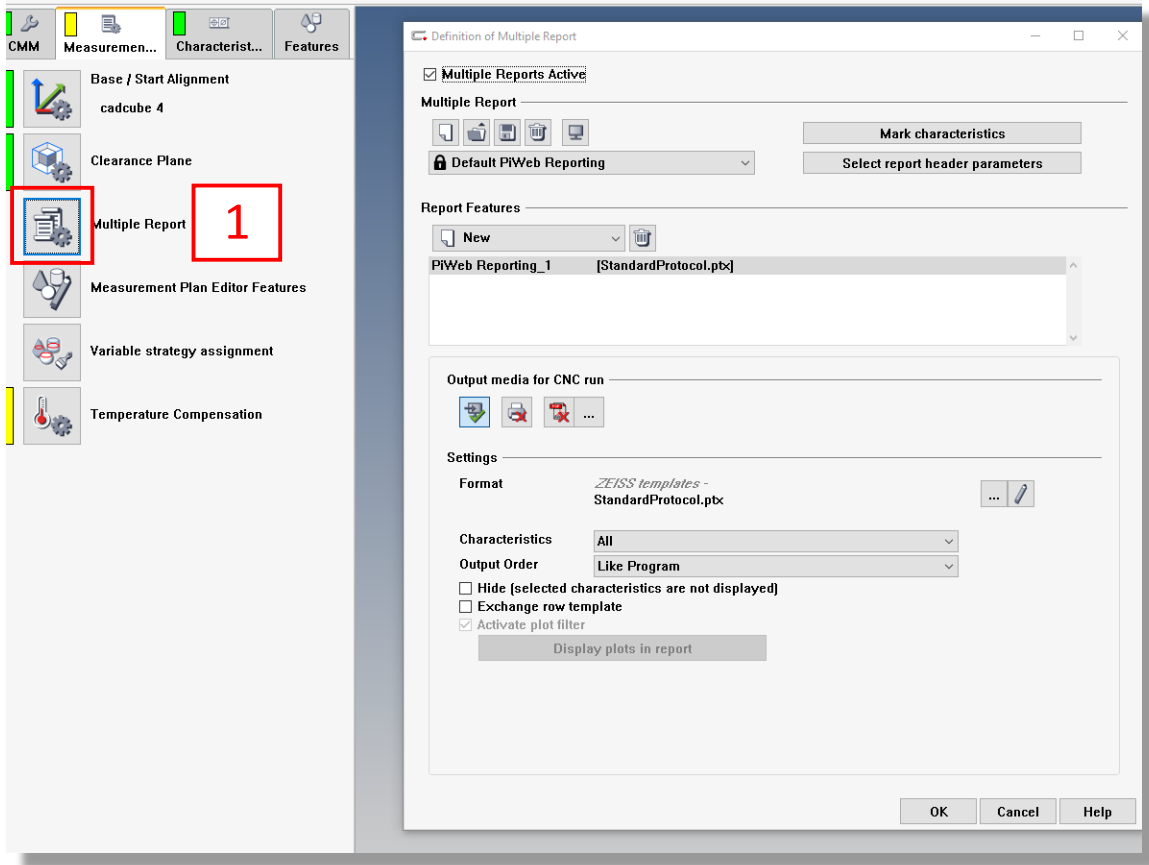 CMM
Measuremen...
Characterist...
Features
Base / Start Alignment
cadcube 4
Clearance Plane
Multiple Report
1
Measurement Plan Editor Features
Variable strategy assignment
Temperature Compensation
Definition of Multiple Report
Multiple Reports Active
Multiple Report
Mark characteristics
Default PiWeb Reporting
Select report header parameters
Report Features
New
PiWeb Reporting_1 [StandardProtocol.ptx]
Output media for CNC run
...
Settings
Format ZEISS templates -
StandardProtocol.ptx
...
Characteristics All
Output Order Like Program
Hide (selected characteristics are not displayed)
Exchange row template
Activate plot filter
Display plots in report
OK Cancel Help